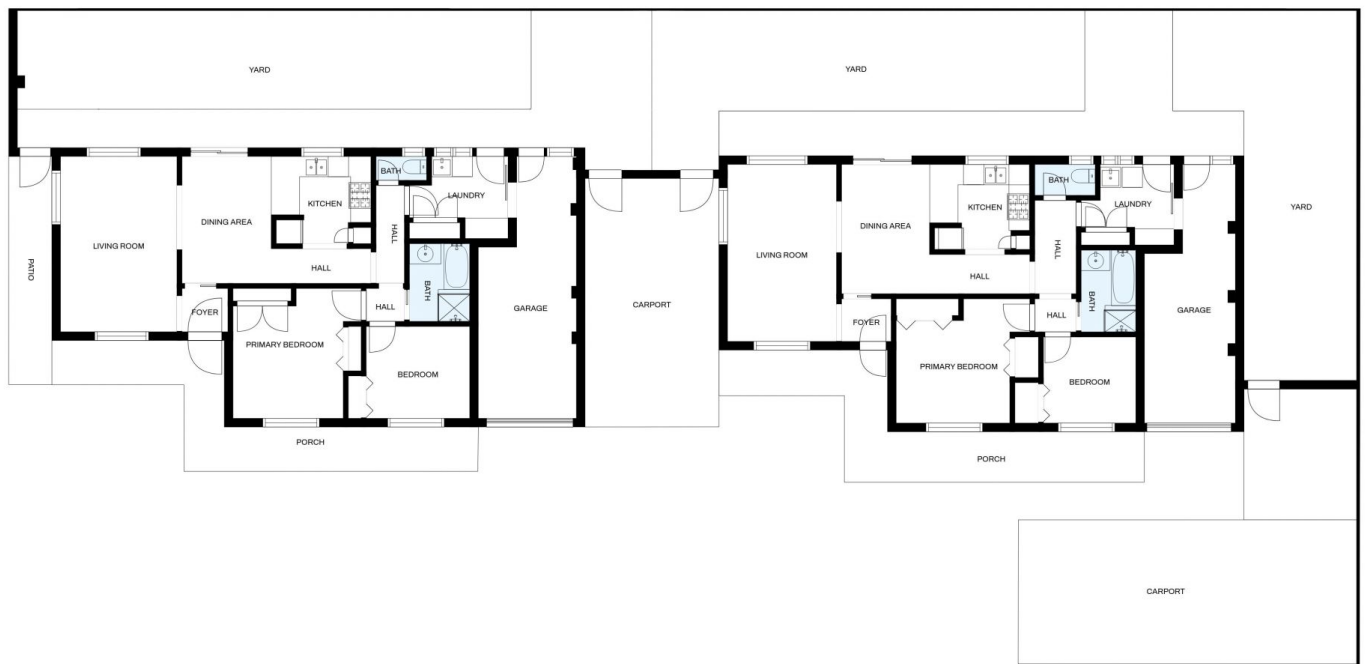 YARD
YARD
YARD
BATH
LAUNDRY
KITCHEN
DINING AREA
LIVING ROOM
HALL
HALL
PATIO
BATH
FOYER
HALL
GARAGE
PRIMARY BEDROOM
BEDROOM
PORCH
CARPORT
BATH
LAUNDRY
KITCHEN
DINING AREA
LIVING ROOM
HALL
HALL
BATH
FOYER
HALL
GARAGE
PRIMARY BEDROOM
BEDROOM
PORCH
CARPORT